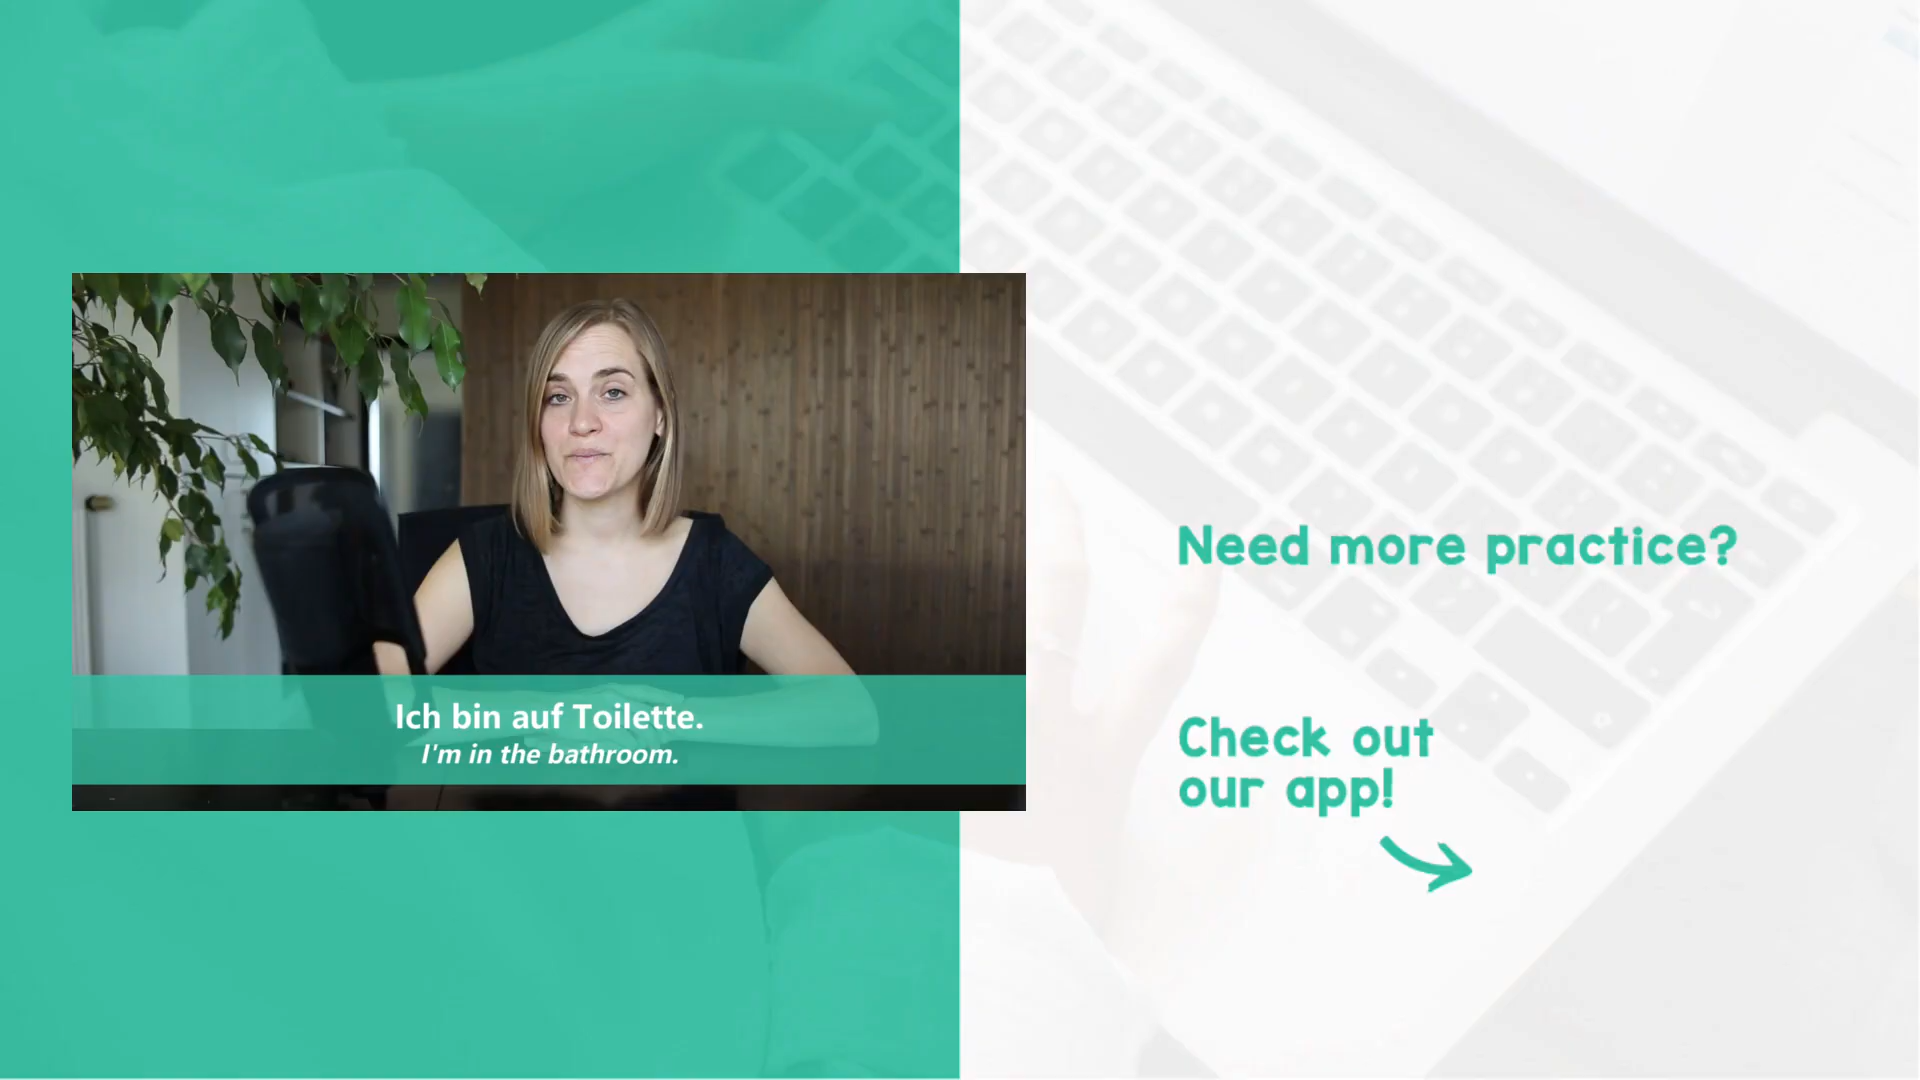 Ich bin auf Toilette.
I'm in the bathroom.
Need more practice?
Check out
our app!